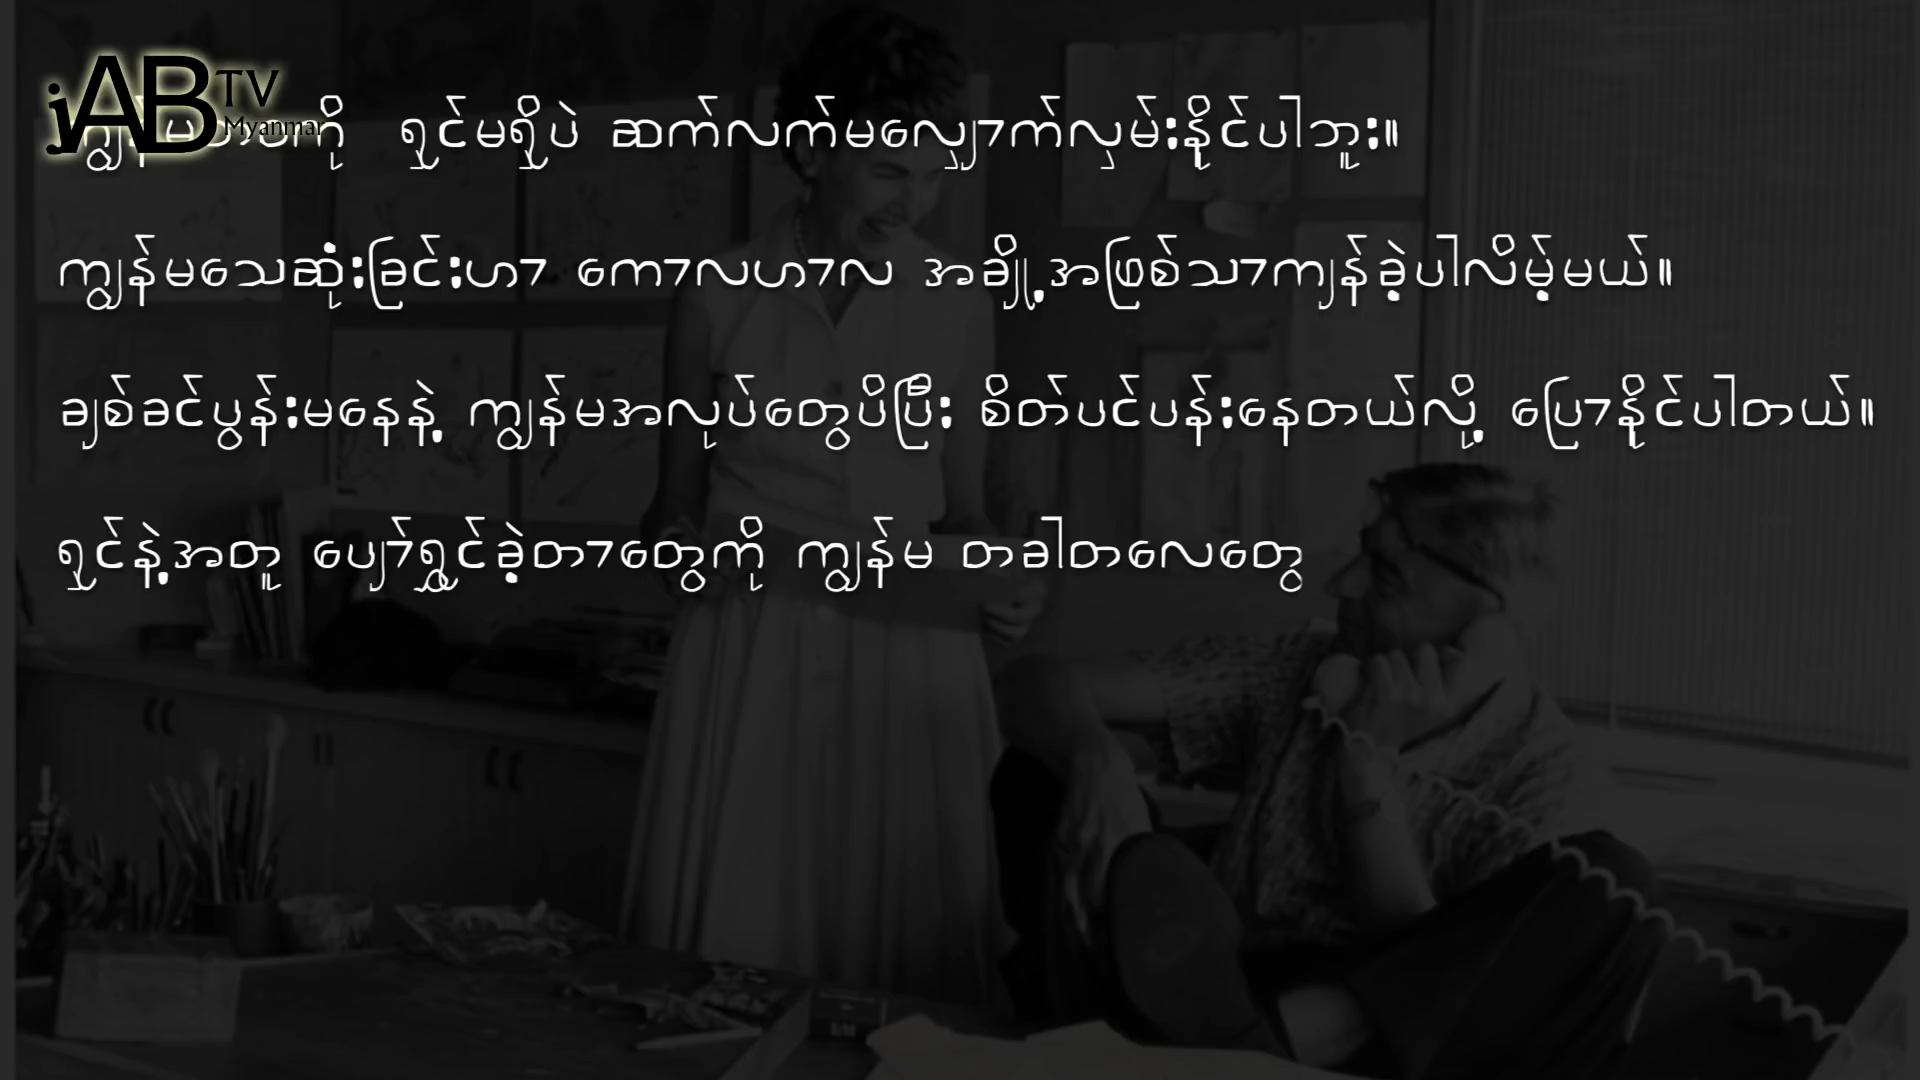 jAB TV
Myanmar
ကို ရှင်မရှိပဲ ဆက်လက်မလျှောက်လှမ်းနိုင်ပါဘူး။
ကျွန်မသေဆုံးခြင်းဟာ ကောလဟာလ အချို့အဖြစ်သာကျန်ခဲ့ပါလိမ့်မယ်။
ချစ်ခင်ပွန်းမနေနဲ့ ကျွန်မအလုပ်တွေပိပြီး စိတ်ပင်ပန်းနေတယ်လို့ ပြောနိုင်ပါတယ်။
ရှင်နဲ့အတူ ပျော်ရွှင်ခဲ့တာတွေကို ကျွန်မ တခါတလေတွေ